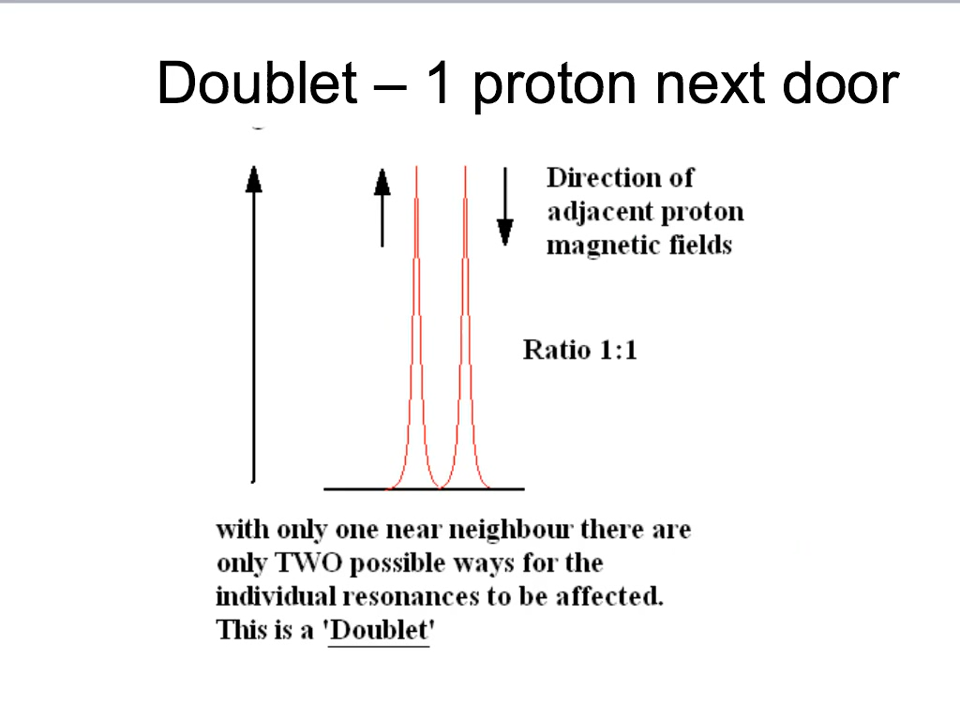 Doublet – 1 proton next door
Direction of
adjacent proton
magnetic fields
Ratio 1:1
with only one near neighbour there are
only TWO possible ways for the
individual resonances to be affected.
This is a 'Doublet'